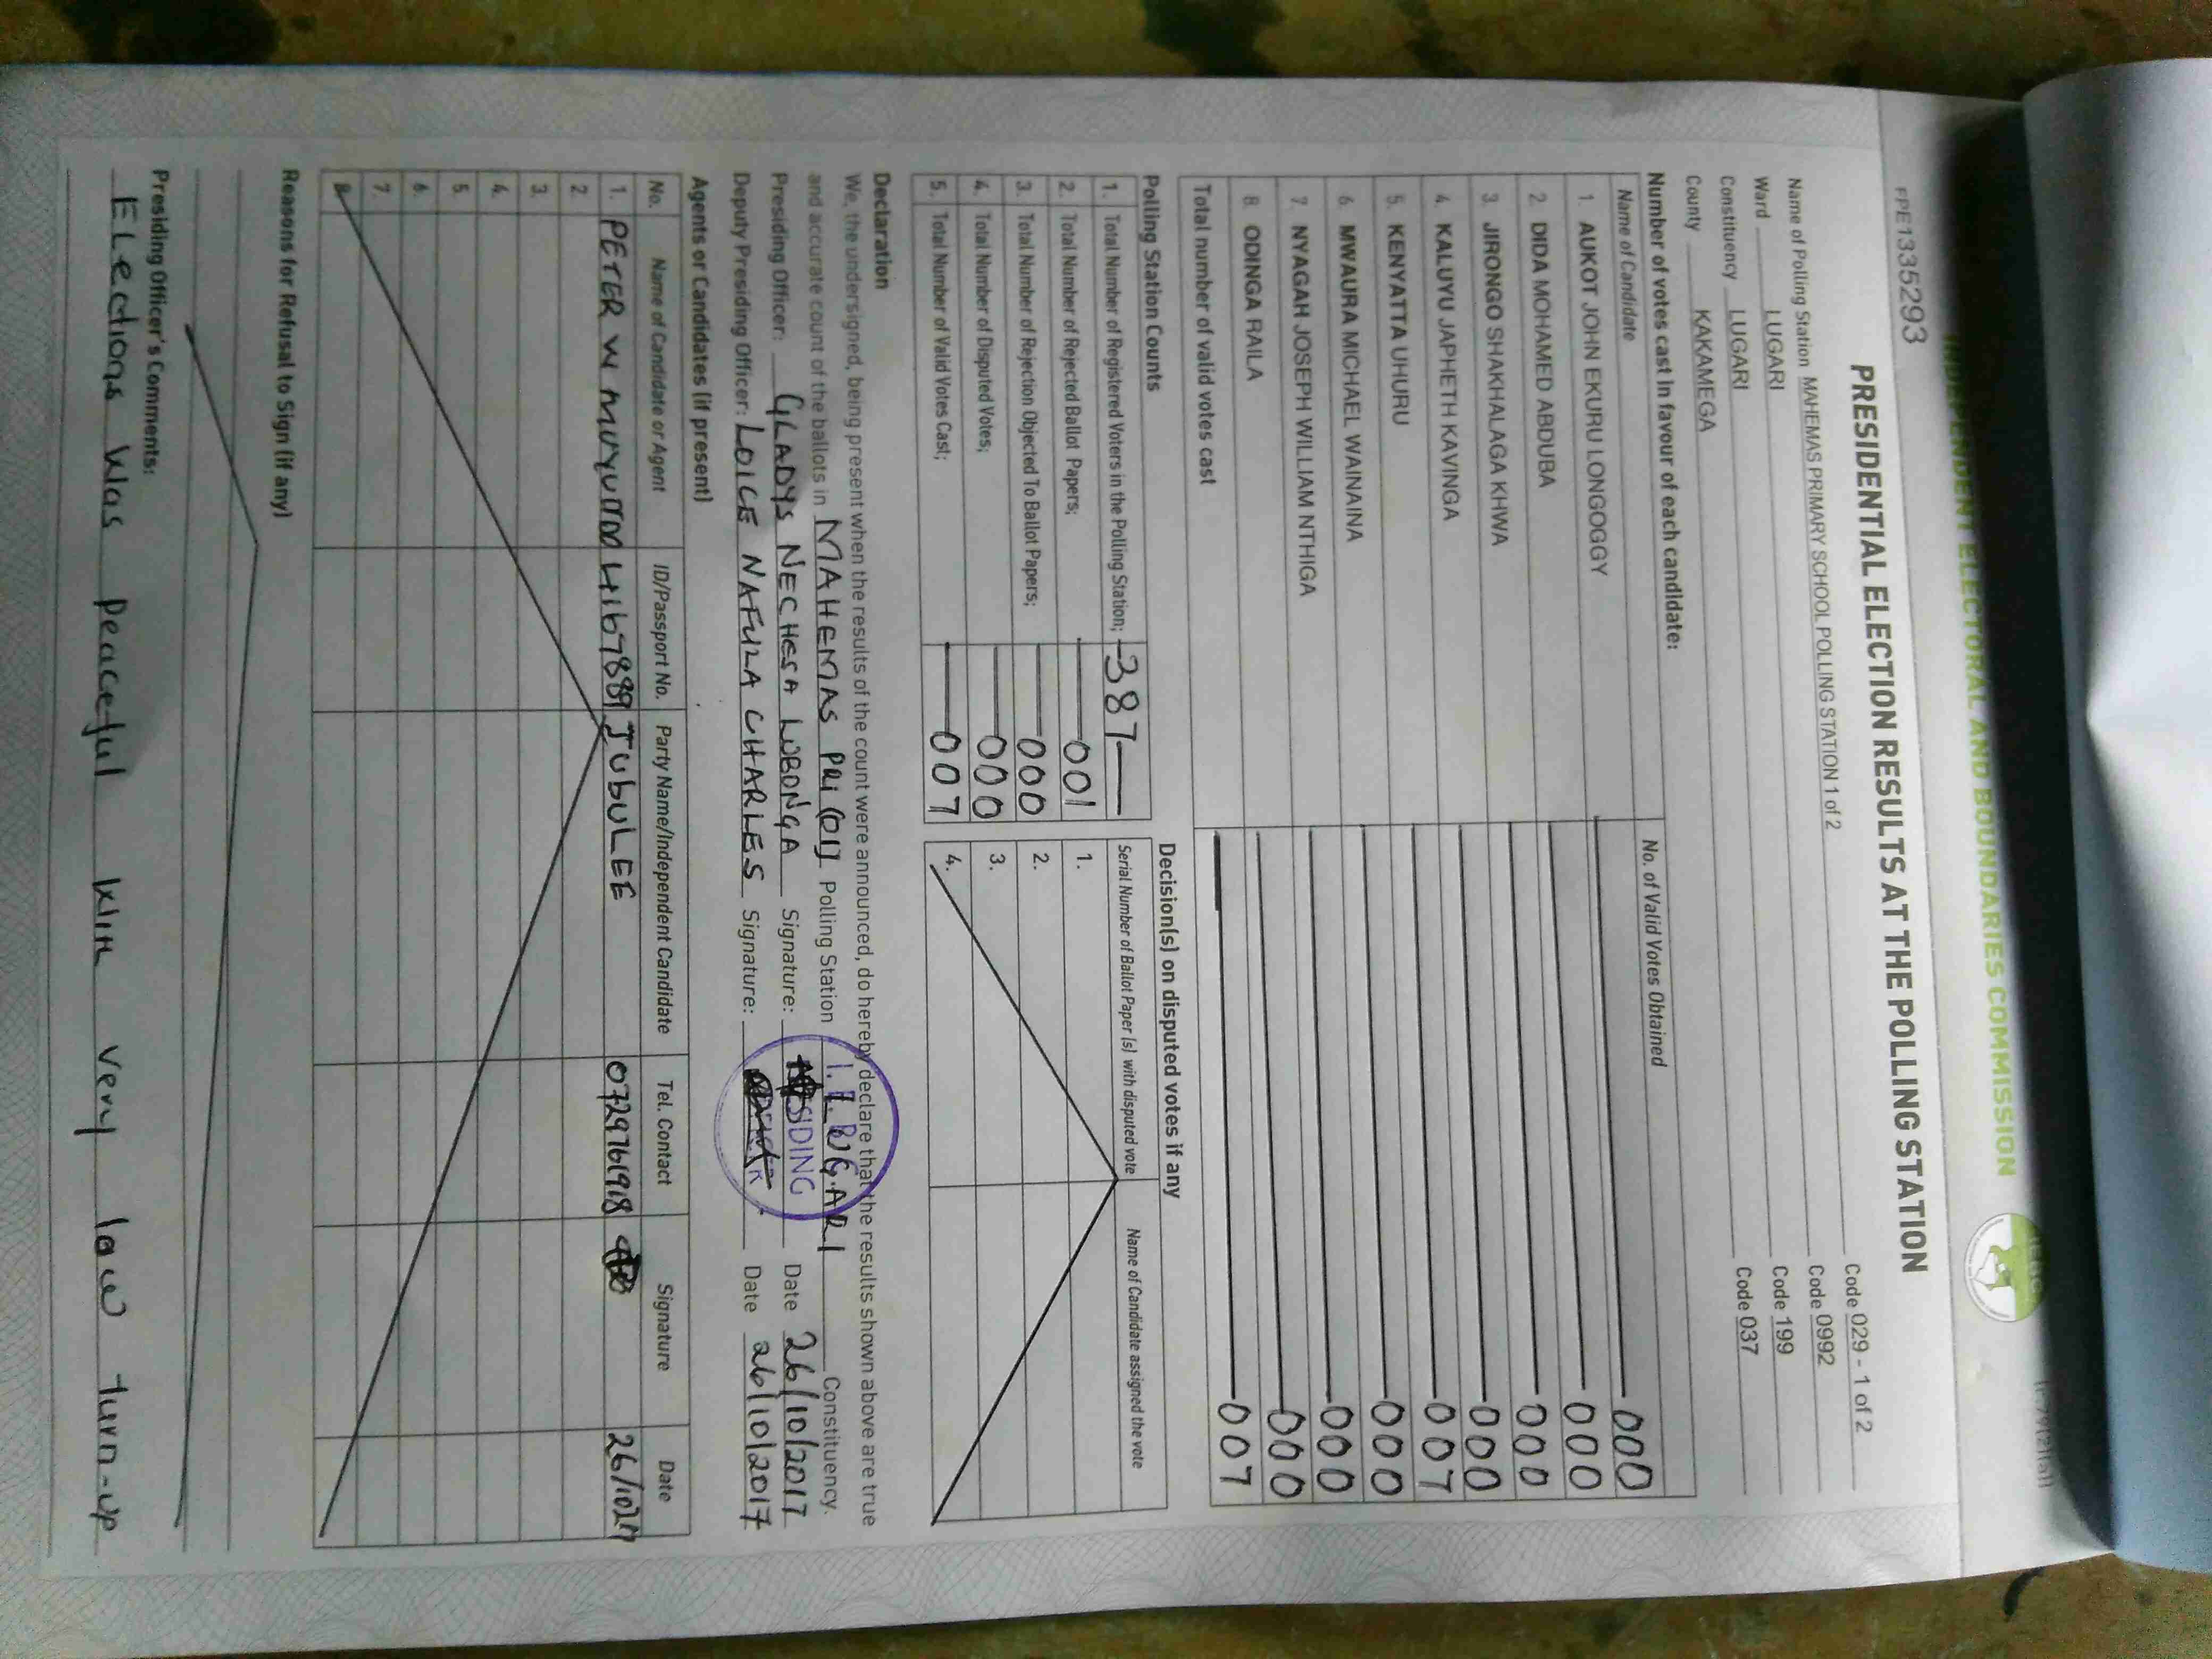 INDEPENDENT ELECTORAL AND BOUNDARIES COMMISSION
FPE1335293
PRESIDENTIAL ELECTION RESULTS AT THE POLLING STATION
Name of Polling Station MAHEMAS PRIMARY SCHOOL POLLING STATION 1 of 2 Code 029 - 1 of 2
Ward LUGARI Code 0992
Constituency LUGARI Code 199
County KAKAMEGA Code 037
Number of votes cast in favour of each candidate:
Name of Candidate No. of Valid Votes Obtained
1. AUKOT JOHN EKURU LONGOGGY 000
2. DIDA MOHAMED ABDUBA 000
3. JIRONGO SHAKHALAGA KHWA 000
4. KALUYU JAPHETH KAVINGA 000
5. KENYATTA UHURU 007
6. MWAURA MICHAEL WAINAINA 000
7. NYAGAH JOSEPH WILLIAM NTHIGA 000
8. ODINGA RAILA 000
Total number of valid votes cast 007
Polling Station Counts
1. Total Number of Registered Voters in the Polling Station; 387
2. Total Number of Rejected Ballot Papers; 001
3. Total Number of Rejection Objected To Ballot Papers; 000
4. Total Number of Disputed Votes; 000
5. Total Number of Valid Votes Cast; 007
Decision(s) on disputed votes if any
Serial Number of Ballot Paper (s) with disputed vote Name of Candidate assigned the vote
1.
2.
3.
4.
Declaration
We, the undersigned, being present when the results of the count were announced, do hereby declare that the results shown above are true
and accurate count of the ballots in MAHEMAS PRI (01) Polling Station LUGARI Constituency.
Presiding Officer: GLADYS NECHESA LUBONGA Signature: Date 26/10/2017
Deputy Presiding Officer: LOICE NAFULA CHARLES Signature: Date 26/10/2017
Agents or Candidates (if present)
No. Name of Candidate or Agent ID/Passport No. Party Name/Independent Candidate Tel. Contact Signature Date
1. PETER W JUBULEE 0729761918
2.
3.
4.
5.
6.
7.
8.
Reasons for Refusal to Sign (if any)
Presiding Officer's Comments:
ELections was peaceful very low turn-up